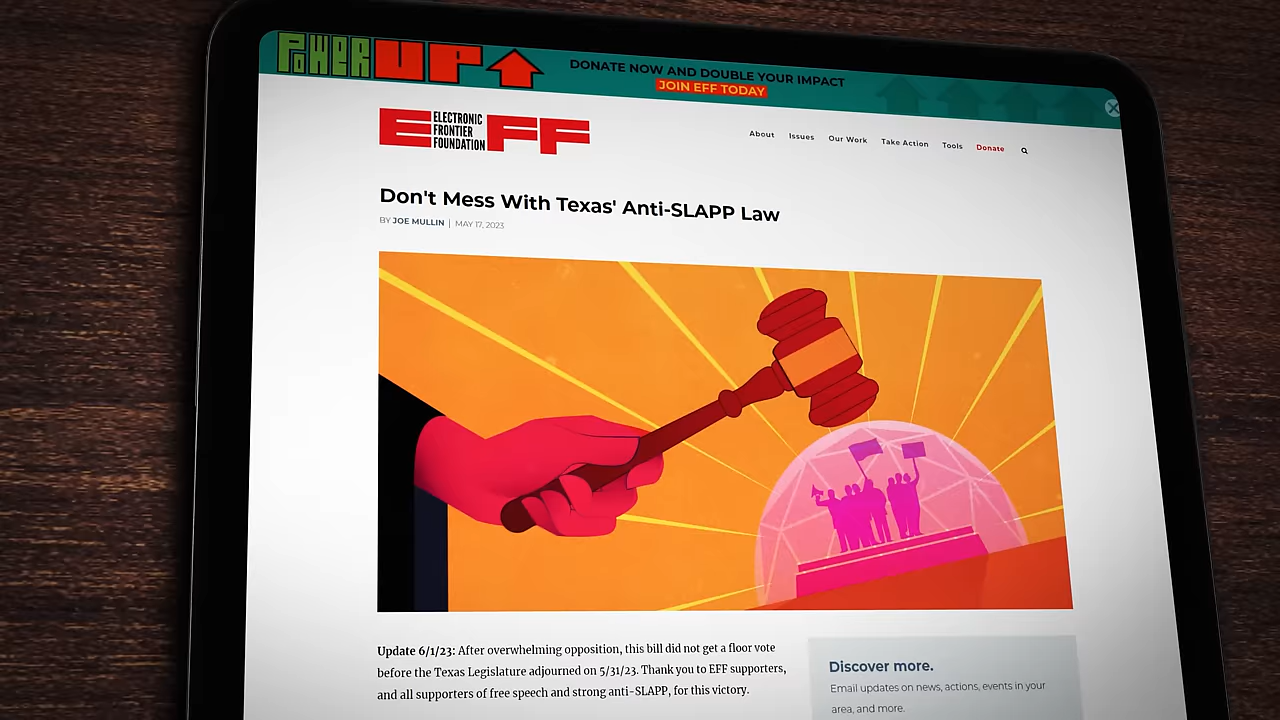 POWER UP
DONATE NOW AND DOUBLE YOUR IMPACT
JOIN EFF TODAY
EFF
ELECTRONIC
FRONTIER
FOUNDATION
About Issues Our Work Take Action Tools Donate
Don't Mess With Texas' Anti-SLAPP Law
BY JOE MULLIN | MAY 17, 2023
Update 6/1/23: After overwhelming opposition, this bill did not get a floor vote
before the Texas Legislature adjourned on 5/31/23. Thank you to EFF supporters,
and all supporters of free speech and strong anti-SLAPP, for this victory.
Discover more.
Email updates on news, actions, events in your
area, and more.